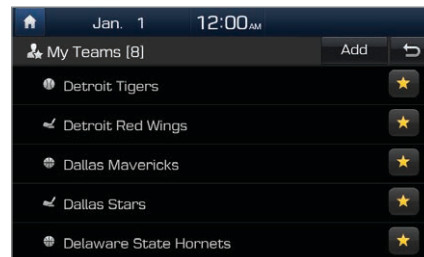 Jan. 1 12:00AM
My Teams [8] Add
Detroit Tigers
Detroit Red Wings
Dallas Mavericks
Dallas Stars
Delaware State Hornets